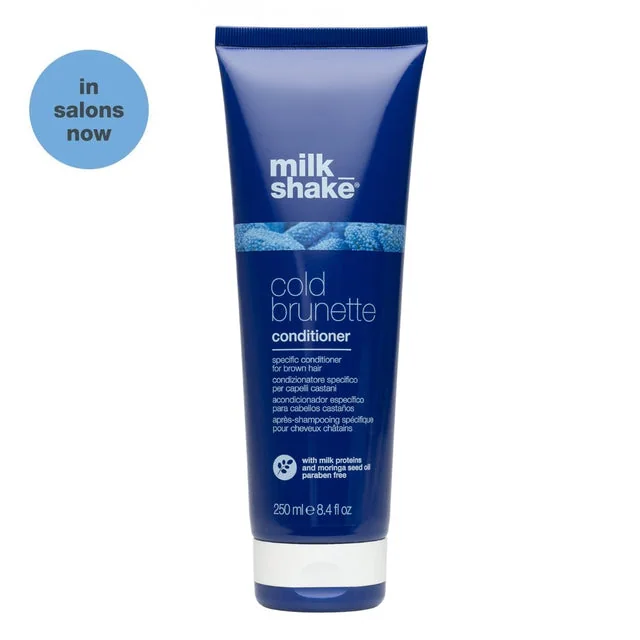 in
salons
now
milk
shake®
cold
brunette
conditioner
specific conditioner
for brown hair
condizionatore specifico
per capelli castani
acondicionador específico
para cabellos castaños
après-shampooing spécifique
pour cheveux châtains
with milk proteins
and moringa seed oil
paraben free
250 ml e 8.4 fl oz